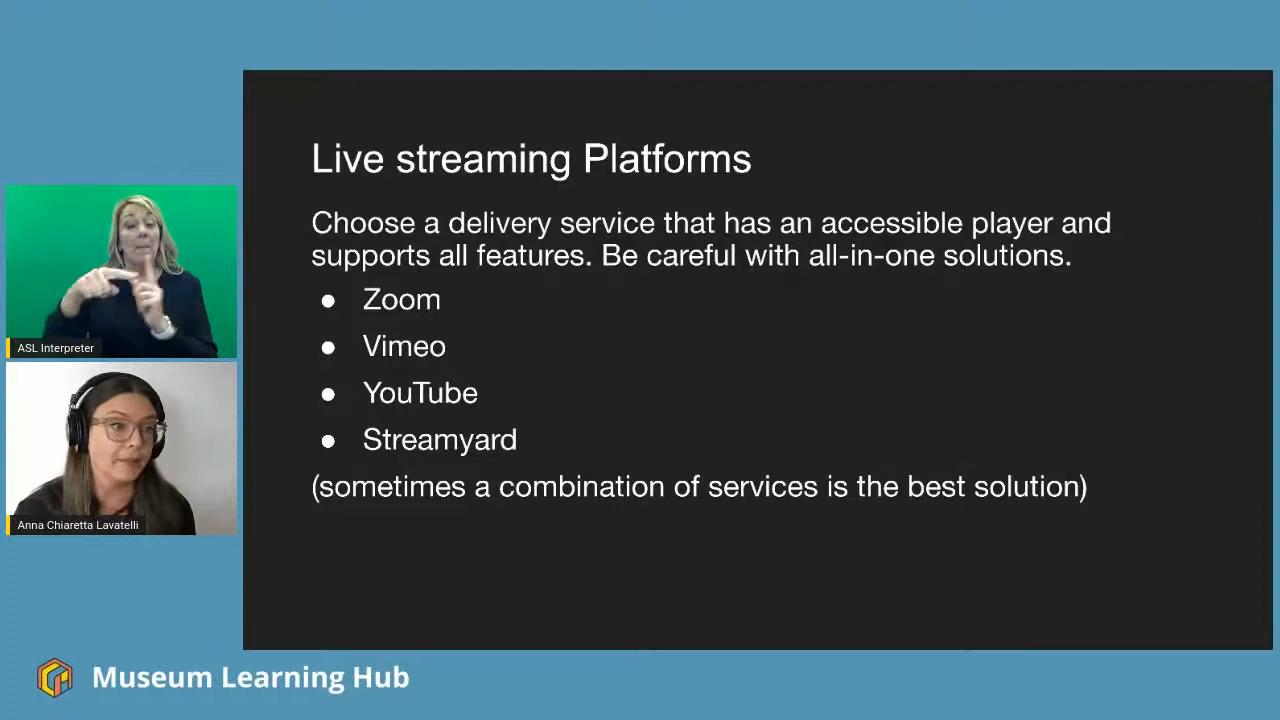 Live streaming Platforms
Choose a delivery service that has an accessible player and
supports all features. Be careful with all-in-one solutions.
● Zoom
● Vimeo
● YouTube
● Streamyard
(sometimes a combination of services is the best solution)
ASL Interpreter
Anna Chiaretta Lavatelli
Museum Learning Hub